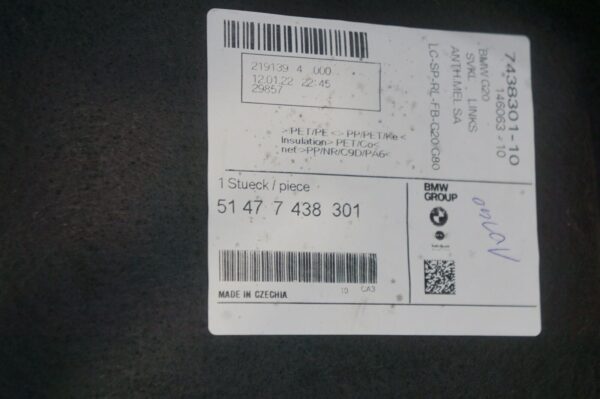 219139 4 000
12.01.22 22:45
29857
7438301-10
146063 - 10
BMW G20
SVKL. LINKS
ANTH.MEL SA
LC-SP-RL-FB-G20/G80
>PET/PE <> PP/PET/Ke<
Insulation> PET/Co<
net >PP/NR/C9D/PA6<
1 Stueck / piece
51 47 7 438 301
BMW
GROUP
MADE IN CZECHIA
10 CA3